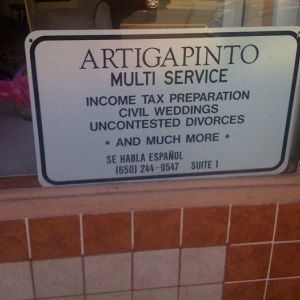 ARTIGAPINTO
MULTI SERVICE
INCOME TAX PREPARATION
CIVIL WEDDINGS
UNCONTESTED DIVORCES
• AND MUCH MORE •
SE HABLA ESPAÑOL
(650) 244-9547 SUITE 1